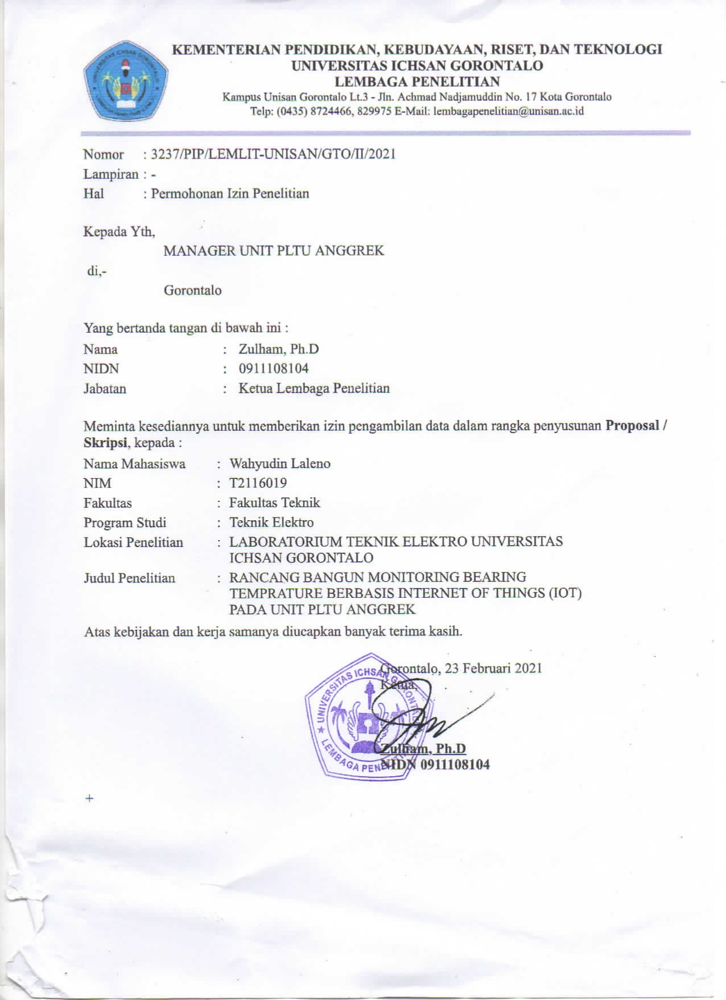 KEMENTERIAN PENDIDIKAN, KEBUDAYAAN, RISET, DAN TEKNOLOGI
UNIVERSITAS ICHSAN GORONTALO
LEMBAGA PENELITIAN
Kampus Unisan Gorontalo Lt.3 - Jln. Achmad Nadjamuddin No. 17 Kota Gorontalo
Telp: (0435) 8724466, 829975 E-Mail: lembagapenelitian@unisan.ac.id
Nomor : 3237/PIP/LEMLIT-UNISAN/GTO/II/2021
Lampiran : -
Hal : Permohonan Izin Penelitian
Kepada Yth,
MANAGER UNIT PLTU ANGGREK
di,-
Gorontalo
Yang bertanda tangan di bawah ini :
Nama : Zulham, Ph.D
NIDN : 0911108104
Jabatan : Ketua Lembaga Penelitian
Meminta kesediannya untuk memberikan izin pengambilan data dalam rangka penyusunan Proposal /
Skripsi, kepada :
Nama Mahasiswa : Wahyudin Laleno
NIM : T2116019
Fakultas : Fakultas Teknik
Program Studi : Teknik Elektro
Lokasi Penelitian : LABORATORIUM TEKNIK ELEKTRO UNIVERSITAS
ICHSAN GORONTALO
Judul Penelitian : RANCANG BANGUN MONITORING BEARING
TEMPRATURE BERBASIS INTERNET OF THINGS (IOT)
PADA UNIT PLTU ANGGREK
Atas kebijakan dan kerja samanya diucapkan banyak terima kasih.
Gorontalo, 23 Februari 2021
Ketua,
UNIVERSITAS ICHSAN GORONTALO
LEMBAGA PENELITIAN
Zulham, Ph.D
NIDN 0911108104
+